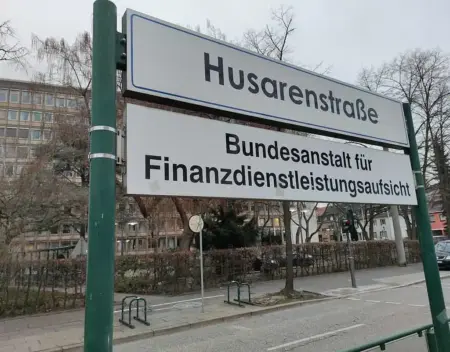 Husarenstraße
Bundesanstalt für
Finanzdienstleistungsaufsicht